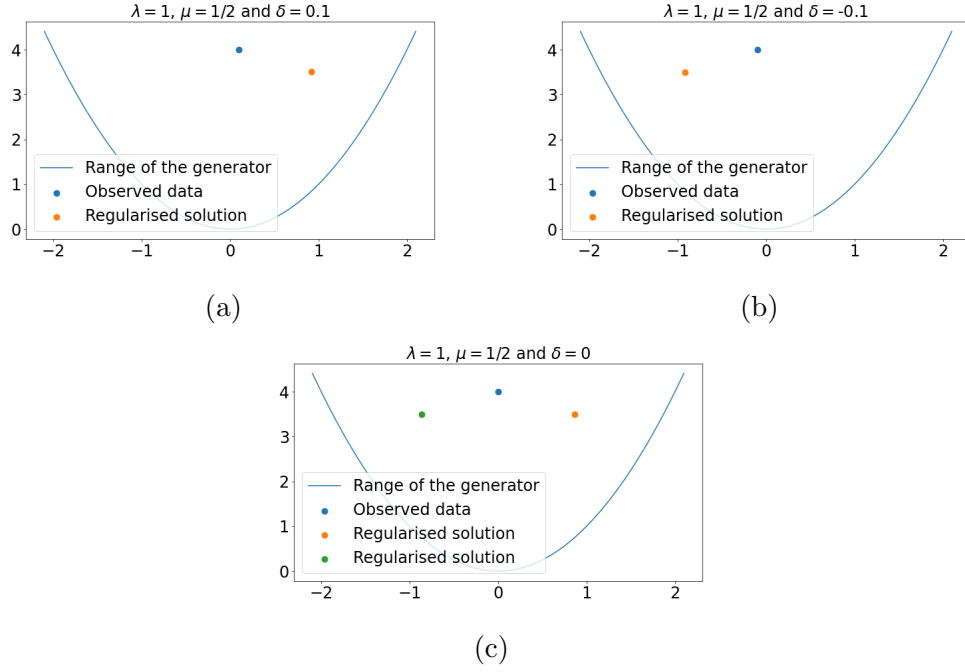 λ = 1, μ = 1/2 and δ = 0.1
4
3
2
1
0
Range of the generator
Observed data
Regularised solution
−2 −1 0 1 2
(a)
λ = 1, μ = 1/2 and δ = -0.1
4
3
2
1
0
Range of the generator
Observed data
Regularised solution
−2 −1 0 1 2
(b)
λ = 1, μ = 1/2 and δ = 0
4
3
2
1
0
Range of the generator
Observed data
Regularised solution
Regularised solution
−2 −1 0 1 2
(c)